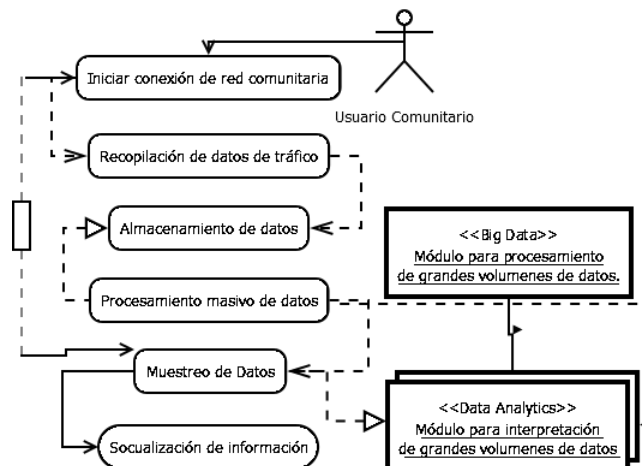 Iniciar conexión de red comunitaria
Usuario Comunitario
Recopilación de datos de tráfico
Almacenamiento de datos
<<Big Data>>
Módulo para procesamiento
de grandes volumenes de datos.
Procesamiento masivo de datos
Muestreo de Datos
<<Data Analytics>>
Módulo para interpretación
de grandes volumenes de datos
Socualización de información